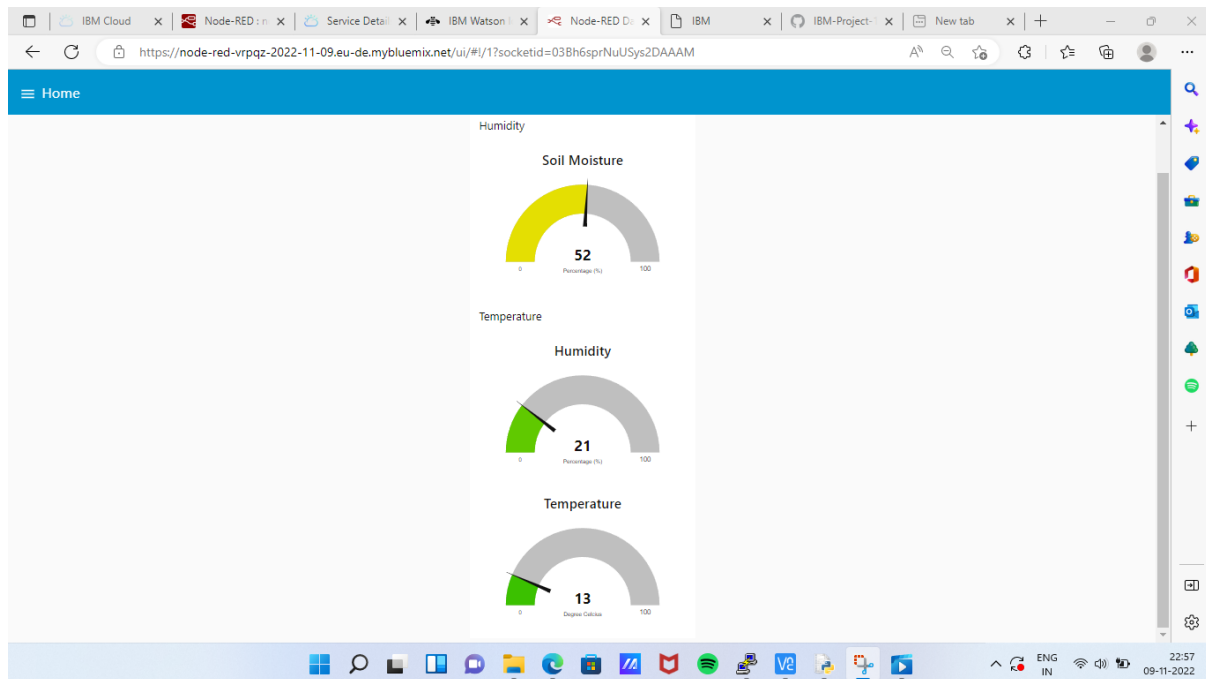 IBM Cloud
Node-RED : n
Service Detail
IBM Watson I
Node-RED Da
IBM
IBM-Project-
New tab
https://node-red-vrpqz-2022-11-09.eu-de.mybluemix.net/ui/#!/1?socketid=03Bh6sprNuUSys2DAAAM
Home
Humidity
Soil Moisture
52
Percentage (%)
0
100
Temperature
Humidity
21
Percentage (%)
0
100
Temperature
13
Degree Celcius
0
100
ENG
IN
22:57
09-11-2022